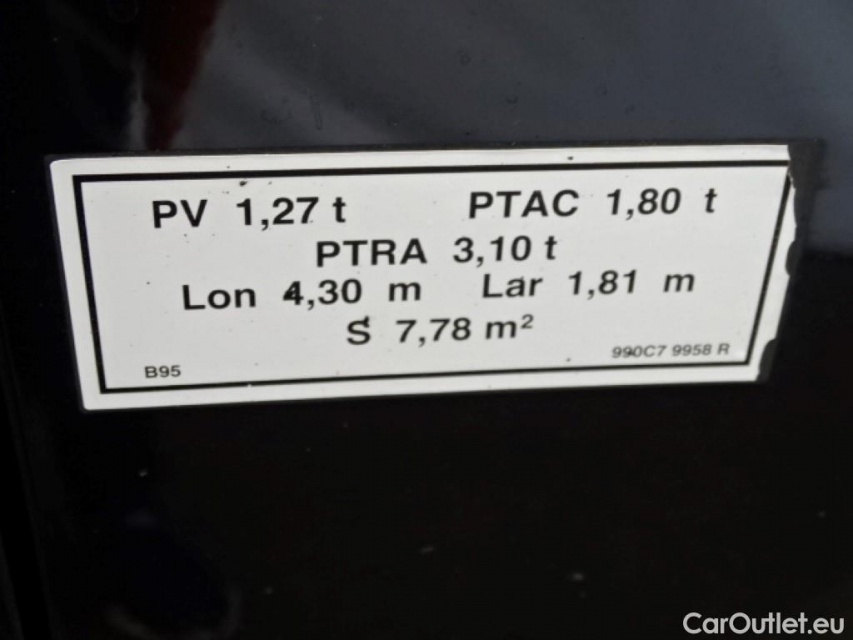 PV 1,27 t PTAC 1,80 t
PTRA 3,10 t
Lon 4,30 m Lar 1,81 m
S 7,78 m²
B95 990C7 9958 R
CarOutlet.eu